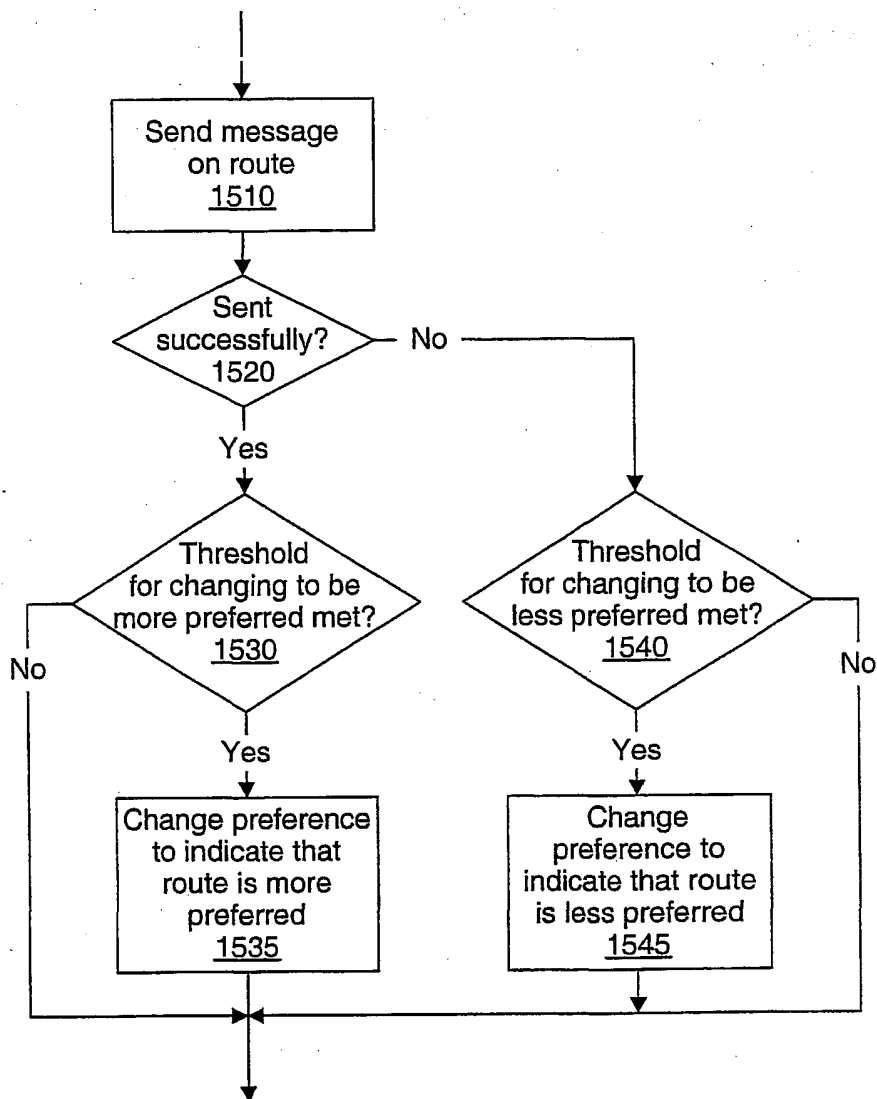 Send message
on route
1510
Sent
successfully?
1520
No
Yes
Threshold
for changing to be
more preferred met?
1530
No
Yes
Threshold
for changing to be
less preferred met?
1540
No
Yes
Change preference
to indicate that
route is more
preferred
1535
Change
preference to
indicate that route
is less preferred
1545